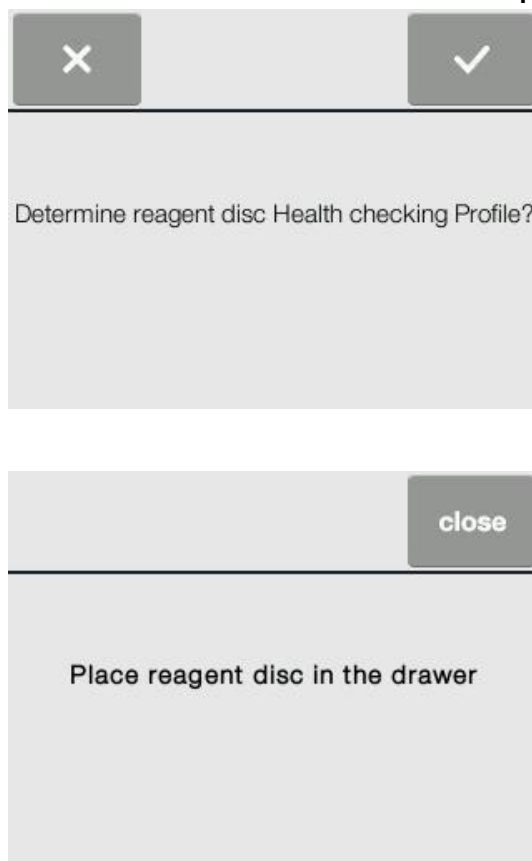 Determine reagent disc Health checking Profile?
close
Place reagent disc in the drawer